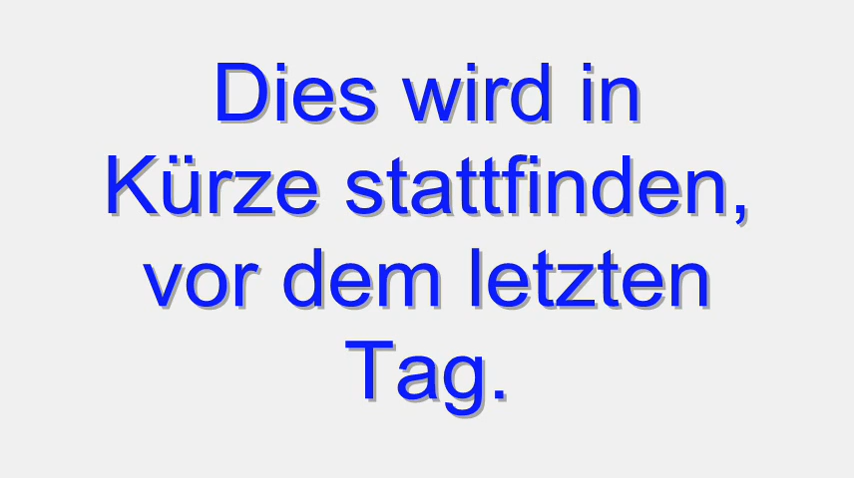 Dies wird in
Kürze stattfinden,
vor dem letzten
Tag.